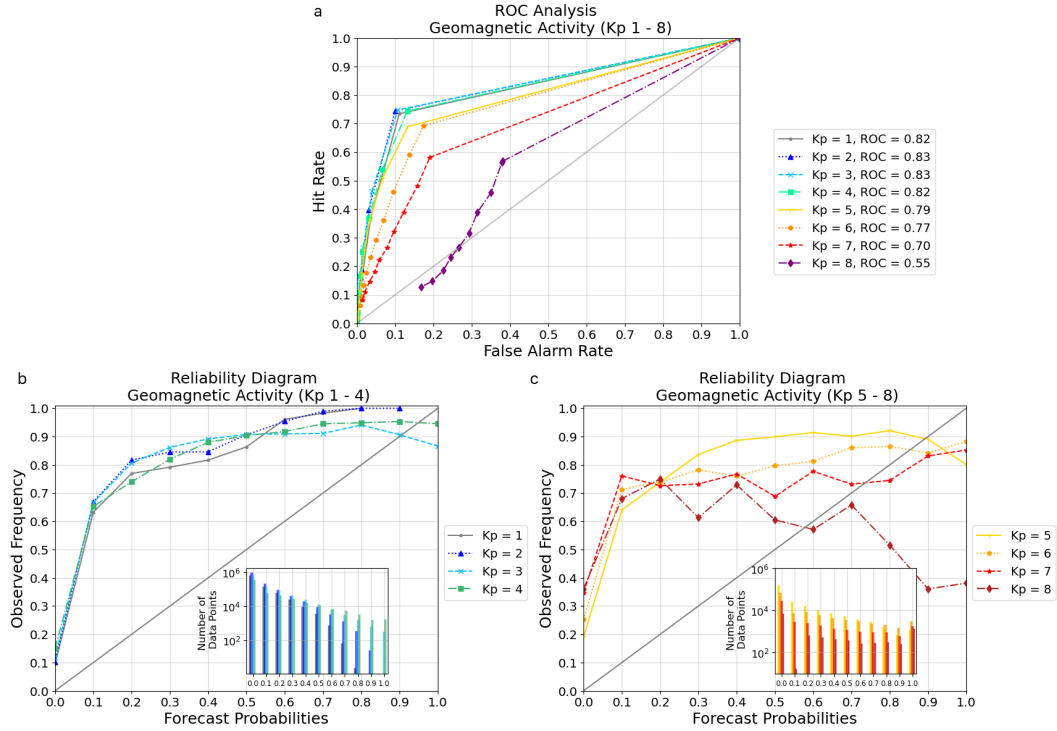 a
ROC Analysis
Geomagnetic Activity (Kp 1 - 8)
1.0
0.9
0.8
0.7
0.6
0.5
0.4
0.3
0.2
0.1
0.0
Hit Rate
0.0 0.1 0.2 0.3 0.4 0.5 0.6 0.7 0.8 0.9 1.0
False Alarm Rate
Kp = 1, ROC = 0.82
Kp = 2, ROC = 0.83
Kp = 3, ROC = 0.83
Kp = 4, ROC = 0.82
Kp = 5, ROC = 0.79
Kp = 6, ROC = 0.77
Kp = 7, ROC = 0.70
Kp = 8, ROC = 0.55
b
Reliability Diagram
Geomagnetic Activity (Kp 1 - 4)
1.0
0.9
0.8
0.7
0.6
0.5
0.4
0.3
0.2
0.1
0.0
Observed Frequency
0.0 0.1 0.2 0.3 0.4 0.5 0.6 0.7 0.8 0.9 1.0
Forecast Probabilities
Number of
Data Points
10⁶
10⁴
10²
0.0 0.1 0.2 0.3 0.4 0.5 0.6 0.7 0.8 0.9 1.0
Kp = 1
Kp = 2
Kp = 3
Kp = 4
c
Reliability Diagram
Geomagnetic Activity (Kp 5 - 8)
1.0
0.9
0.8
0.7
0.6
0.5
0.4
0.3
0.2
0.1
0.0
Observed Frequency
0.0 0.1 0.2 0.3 0.4 0.5 0.6 0.7 0.8 0.9 1.0
Forecast Probabilities
Number of
Data Points
10⁶
10⁴
10²
0.0 0.1 0.2 0.3 0.4 0.5 0.6 0.7 0.8 0.9 1.0
Kp = 5
Kp = 6
Kp = 7
Kp = 8